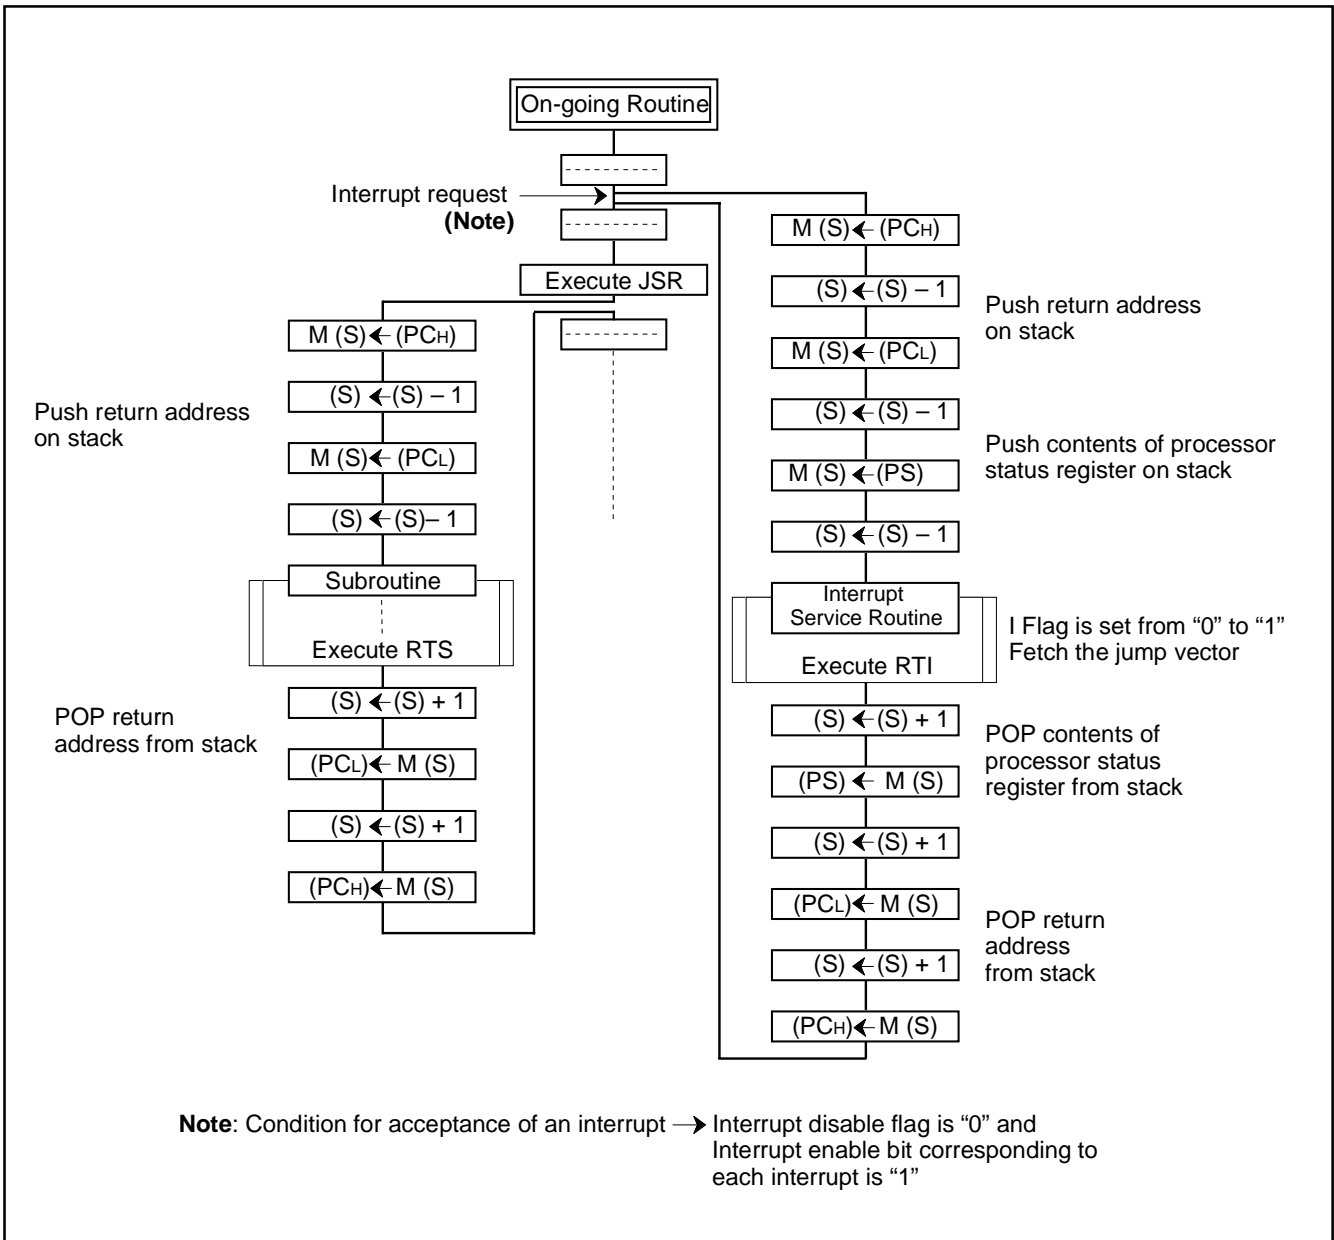 On-going Routine
Interrupt request
(Note)
Execute JSR
M (S) ← (PCH)
(S) ← (S) – 1
M (S) ← (PCL)
(S) ← (S)– 1
Push return address
on stack
Subroutine
Execute RTS
POP return
address from stack
(S) ← (S) + 1
(PCL) ← M (S)
(S) ← (S) + 1
(PCH) ← M (S)
M (S) ← (PCH)
(S) ← (S) – 1
M (S) ← (PCL)
(S) ← (S) – 1
M (S) ← (PS)
(S) ← (S) – 1
Push return address
on stack
Push contents of processor
status register on stack
Interrupt
Service Routine
Execute RTI
I Flag is set from “0” to “1”
Fetch the jump vector
(S) ← (S) + 1
(PS) ← M (S)
(S) ← (S) + 1
(PCL) ← M (S)
(S) ← (S) + 1
(PCH) ← M (S)
POP contents of
processor status
register from stack
POP return
address
from stack
Note: Condition for acceptance of an interrupt → Interrupt disable flag is “0” and
Interrupt enable bit corresponding to
each interrupt is “1”